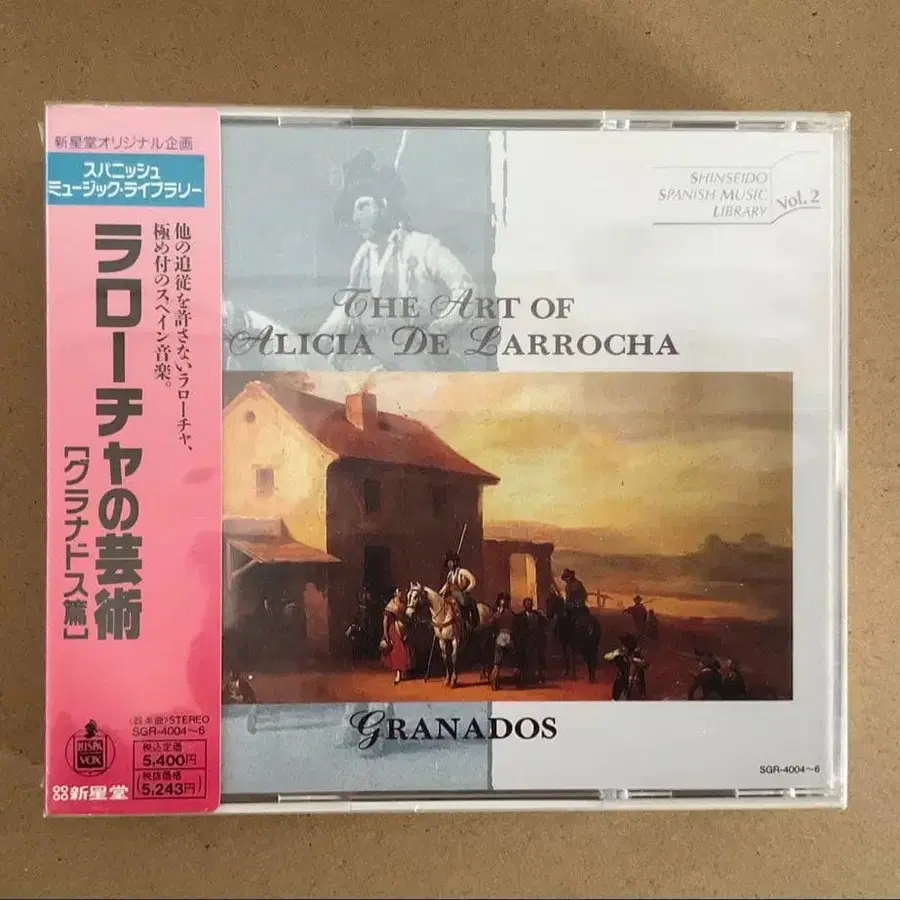 新星堂オリジナル企画
スパニッシュ
ミュージック・ライブラリー
他の追従を許さないラローチャ、
極め付のスペイン音楽。
ラローチャの芸術
[グラナドス篇]
〈器楽曲〉STEREO
SGR-4004〜6
税込定価
5,400円
(税抜価格
5,243円)
HISPA
VOX
新星堂
SHINSEIDO
SPANISH MUSIC
LIBRARY
Vol.2
THE ART OF
ALICIA DE LARROCHA
GRANADOS
SGR-4004〜6